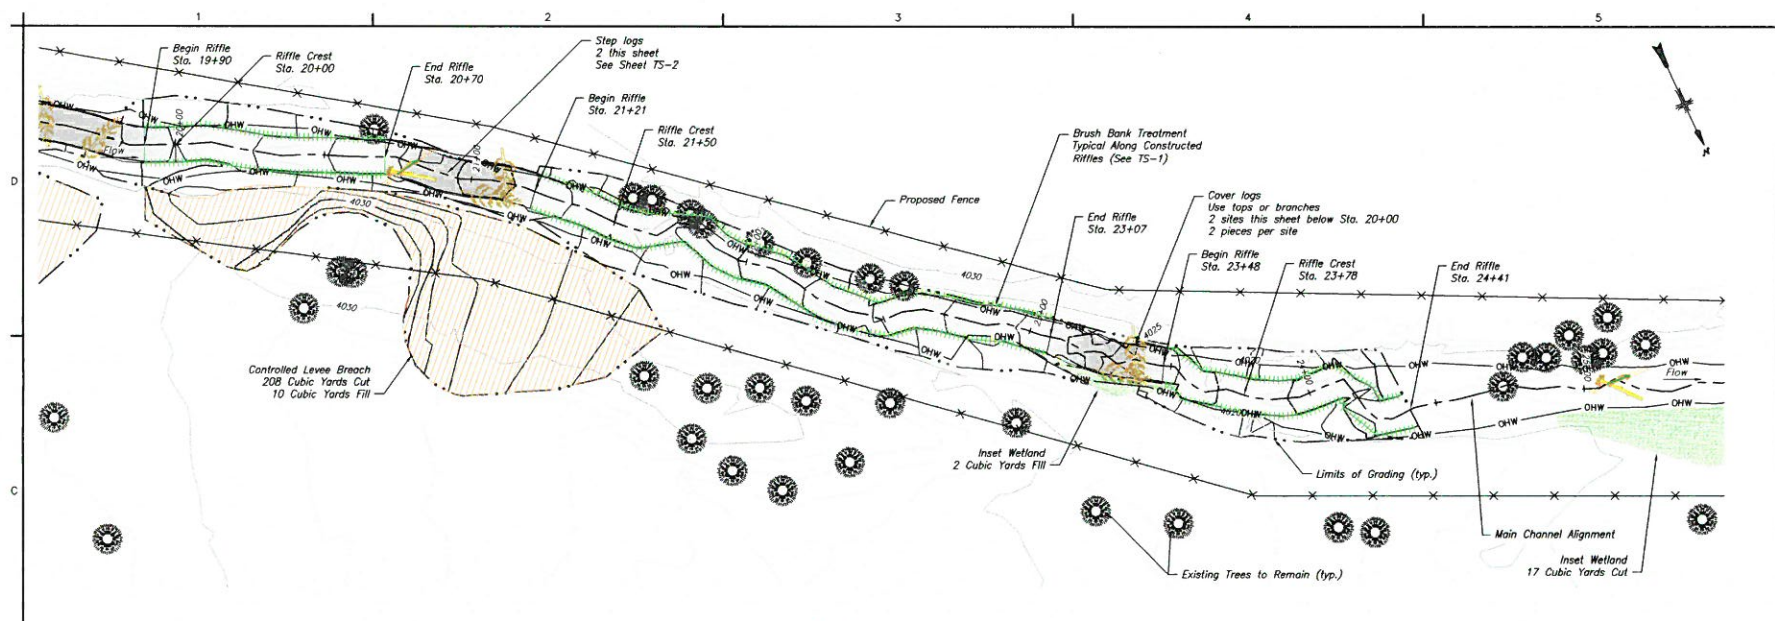 1 2 3 4 5
D
C
Begin Riffle
Sta. 19+90
Riffle Crest
Sta. 20+00
End Riffle
Sta. 20+70
Step logs
2 this sheet
See Sheet TS-2
Begin Riffle
Sta. 21+21
Riffle Crest
Sta. 21+50
Brush Bank Treatment
Typical Along Constructed
Riffles (See TS-1)
Proposed Fence
End Riffle
Sta. 23+07
Cover logs
Use tops or branches
2 sites this sheet below Sta. 20+00
2 pieces per site
Begin Riffle
Sta. 23+48
Riffle Crest
Sta. 23+78
End Riffle
Sta. 24+41
N
OHW
Flow
20+00
4030
4030
4030
4025
4020
Flow
Controlled Levee Breach
208 Cubic Yards Cut
10 Cubic Yards Fill
Inset Wetland
2 Cubic Yards Fill
Limits of Grading (typ.)
Main Channel Alignment
Existing Trees to Remain (typ.)
Inset Wetland
17 Cubic Yards Cut